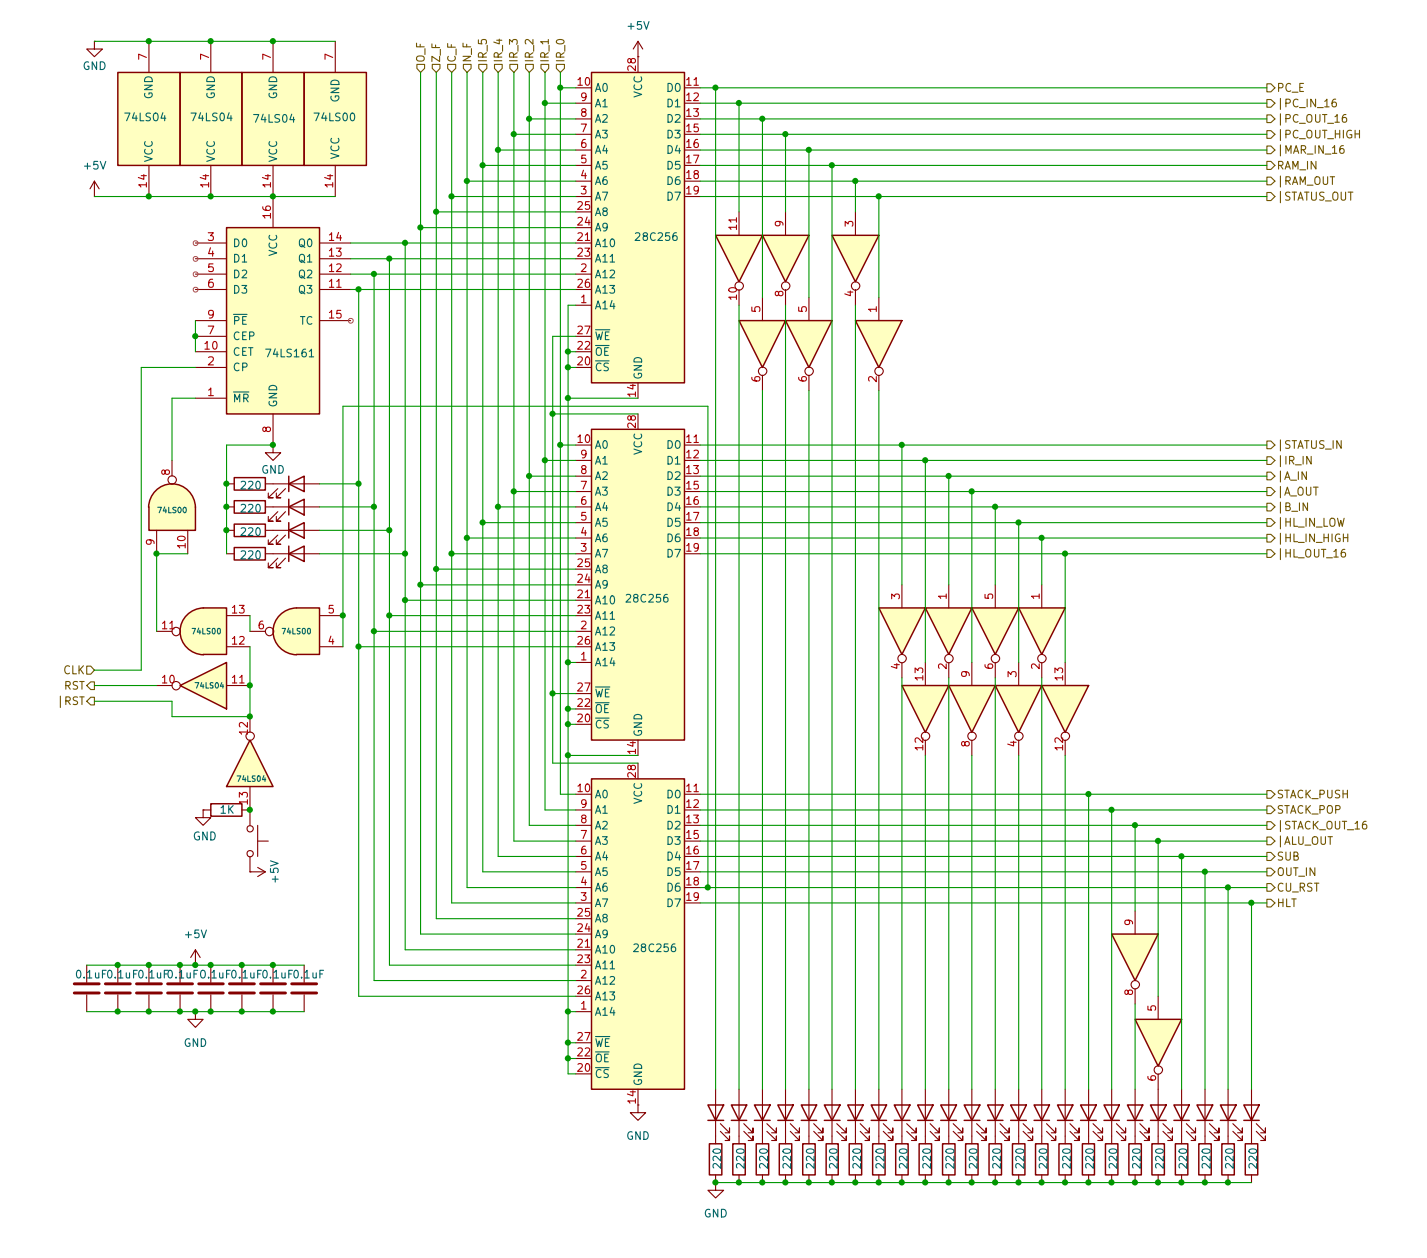 +5V
O_F
Z_F
C_F
N_F
IR_5
IR_4
IR_3
IR_2
IR_1
IR_0
GND
7 7 7 7
GND GND GND GND
74LS04 74LS04 74LS04 74LS00
VCC VCC VCC VCC
+5V
14 14 14 14
16
VCC
3 D0 Q0 14
4 D1 Q1 13
5 D2 Q2 12
6 D3 Q3 11
9 PE TC 15
7 CEP
10 CET
74LS161
2 CP
1 MR
GND
8
GND
220
220
220
220
8
74LS00
9 10
11 74LS00 13 12
6 74LS00 5 4
CLK
RST
|RST
10 74LS04 11
12
74LS04
13
1K
GND
+5V
+5V
0.1uF 0.1uF 0.1uF 0.1uF 0.1uF 0.1uF 0.1uF 0.1uF
GND
28
VCC
10 A0 D0 11 PC_E
9 A1 D1 12 |PC_IN_16
8 A2 D2 13 |PC_OUT_16
7 A3 D3 15 |PC_OUT_HIGH
6 A4 D4 16 |MAR_IN_16
5 A5 D5 17 RAM_IN
4 A6 D6 18 |RAM_OUT
3 A7 D7 19 |STATUS_OUT
25 A8
24 A9
21 A10
28C256
23 A11
2 A12
26 A13
1 A14
27 WE
22 OE
20 CS
GND
14
11 9 3
10 8 4
5 5 1
6 6 2
28
VCC
10 A0 D0 11 |STATUS_IN
9 A1 D1 12 |IR_IN
8 A2 D2 13 |A_IN
7 A3 D3 15 |A_OUT
6 A4 D4 16 |B_IN
5 A5 D5 17 |HL_IN_LOW
4 A6 D6 18 |HL_IN_HIGH
3 A7 D7 19 |HL_OUT_16
25 A8
24 A9
21 A10
28C256
23 A11
2 A12
26 A13
1 A14
27 WE
22 OE
20 CS
GND
14
3 1 5 1
4 2 6 2
13 9 3 13
12 8 4 12
28
VCC
10 A0 D0 11 STACK_PUSH
9 A1 D1 12 STACK_POP
8 A2 D2 13 |STACK_OUT_16
7 A3 D3 15 |ALU_OUT
6 A4 D4 16 SUB
5 A5 D5 17 OUT_IN
4 A6 D6 18 CU_RST
3 A7 D7 19 HLT
25 A8
24 A9
21 A10
28C256
23 A11
2 A12
26 A13
1 A14
27 WE
22 OE
20 CS
GND
14
GND
9
8
5
6
220 220 220 220 220 220 220 220 220 220 220 220 220 220 220 220 220 220 220 220 220 220 220 220
GND